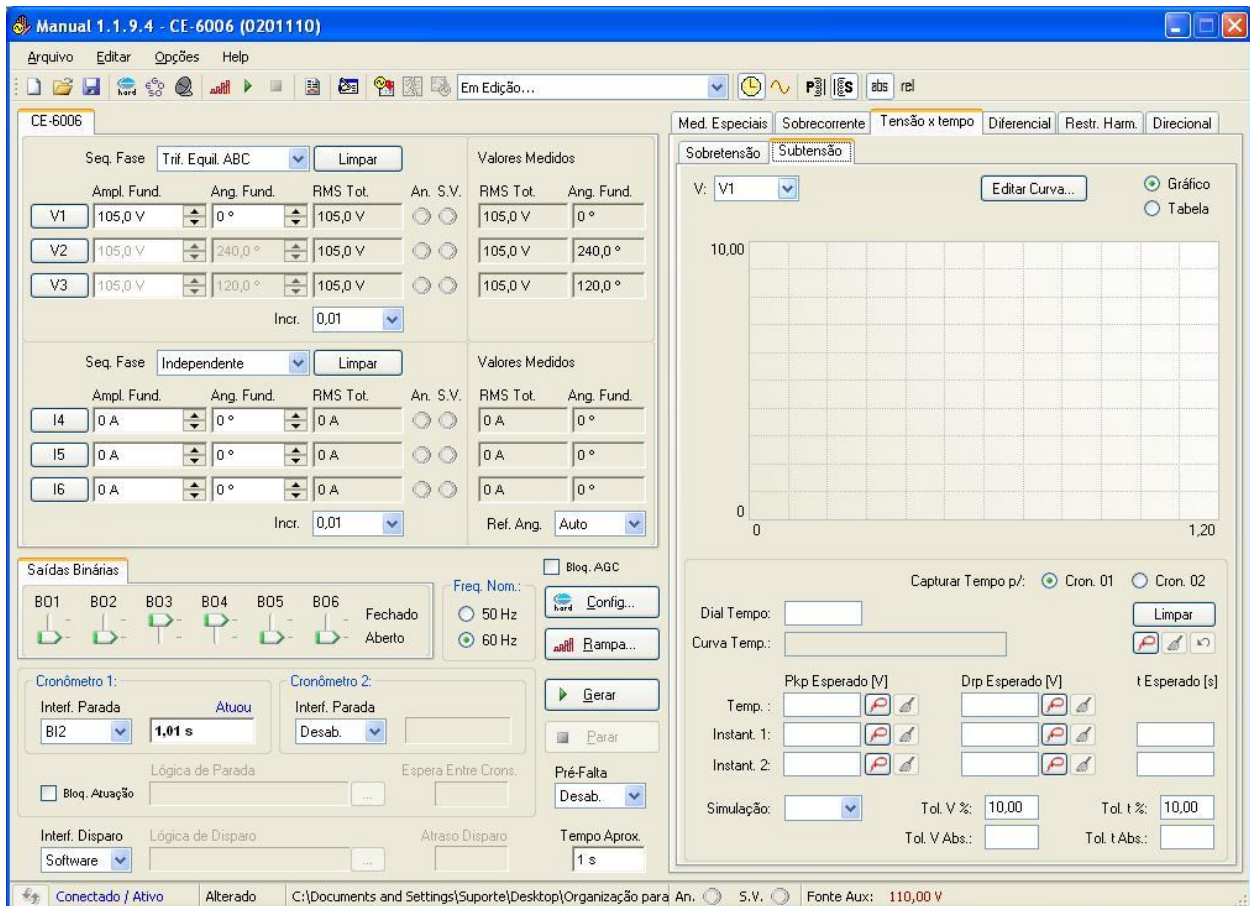 Manual 1.1.9.4 - CE-6006 (0201110)
Arquivo Editar Opções Help
hard Em Edição... P S abs rel
CE-6006
Seq. Fase Trif. Equil. ABC Limpar Valores Medidos
Ampl. Fund. Ang. Fund. RMS Tot. An. S.V. RMS Tot. Ang. Fund.
V1 105,0 V 0 ° 105,0 V 105,0 V 0 °
V2 105,0 V 240,0 ° 105,0 V 105,0 V 240,0 °
V3 105,0 V 120,0 ° 105,0 V 105,0 V 120,0 °
Incr. 0,01
Seq. Fase Independente Limpar Valores Medidos
Ampl. Fund. Ang. Fund. RMS Tot. An. S.V. RMS Tot. Ang. Fund.
I4 0 A 0 ° 0 A 0 A 0 °
I5 0 A 0 ° 0 A 0 A 0 °
I6 0 A 0 ° 0 A 0 A 0 °
Incr. 0,01 Ref. Ang. Auto
Saídas Binárias
BO1 BO2 BO3 BO4 BO5 BO6
Fechado
Aberto
Freq. Nom.:
50 Hz
60 Hz
Bloq. AGC
hard Config...
Rampa...
Cronômetro 1:
Interf. Parada Atuou
BI2 1,01 s
Cronômetro 2:
Interf. Parada
Desab.
Gerar
Parar
Lógica de Parada Espera Entre Crons.
Bloq. Atuação ...
Pré-Falta
Desab.
Interf. Disparo Lógica de Disparo Atraso Disparo
Software ...
Tempo Aprox.
1 s
Med. Especiais Sobrecorrente Tensão x tempo Diferencial Restr. Harm. Direcional
Sobretensão Subtensão
V: V1 Editar Curva... Gráfico
Tabela
10,00
0
0 1,20
Capturar Tempo p/: Cron. 01 Cron. 02
Dial Tempo: Limpar
Curva Temp.:
Pkp Esperado [V] Drp Esperado [V] t Esperado [s]
Temp. :
Instant. 1:
Instant. 2:
Simulação: Tol. V %: 10,00 Tol. t %: 10,00
Tol. V Abs.: Tol. t Abs.:
Conectado / Ativo Alterado C:\Documents and Settings\Suporte\Desktop\Organização para An. S.V. Fonte Aux: 110,00 V